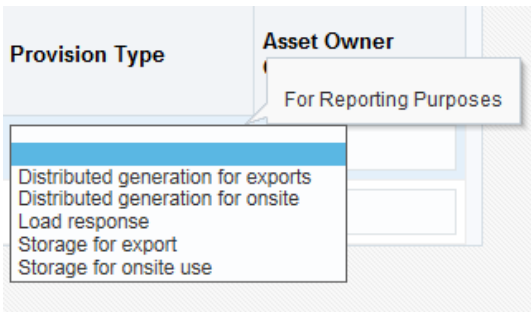 Provision Type
Asset Owner
For Reporting Purposes
Distributed generation for exports
Distributed generation for onsite
Load response
Storage for export
Storage for onsite use